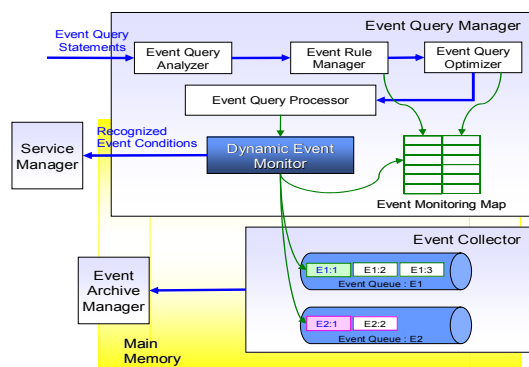 Event Query Manager
Event Query
Statements
Event Query
Analyzer
Event Rule
Manager
Event Query
Optimizer
Event Query Processor
Recognized
Event Conditions
Service
Manager
Dynamic Event
Monitor
Event Monitoring Map
Event Collector
E1:1
E1:2
E1:3
Event Queue : E1
Event
Archive
Manager
E2:1
E2:2
Event Queue : E2
Main
Memory